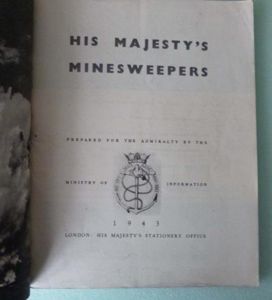 HIS MAJESTY'S
MINESWEEPERS
PREPARED FOR THE ADMIRALTY BY THE
MINISTRY OF INFORMATION
1943
LONDON: HIS MAJESTY'S STATIONERY OFFICE